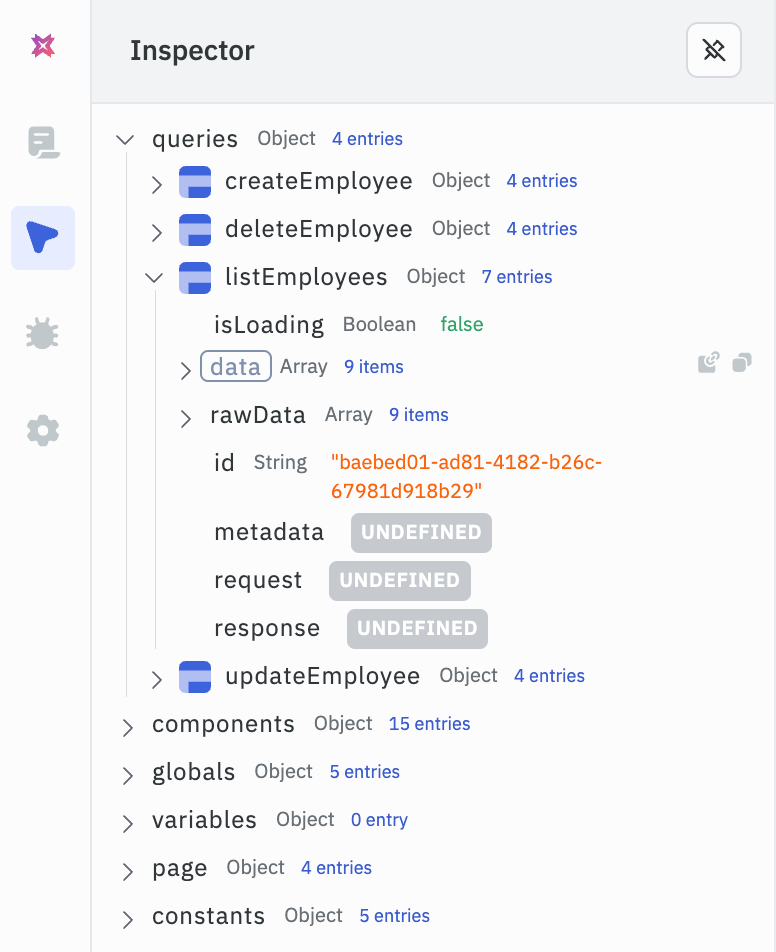 Inspector
queries Object 4 entries
createEmployee Object 4 entries
deleteEmployee Object 4 entries
listEmployees Object 7 entries
isLoading Boolean false
data Array 9 items
rawData Array 9 items
id String "baebed01-ad81-4182-b26c-
67981d918b29"
metadata UNDEFINED
request UNDEFINED
response UNDEFINED
updateEmployee Object 4 entries
components Object 15 entries
globals Object 5 entries
variables Object 0 entry
page Object 4 entries
constants Object 5 entries